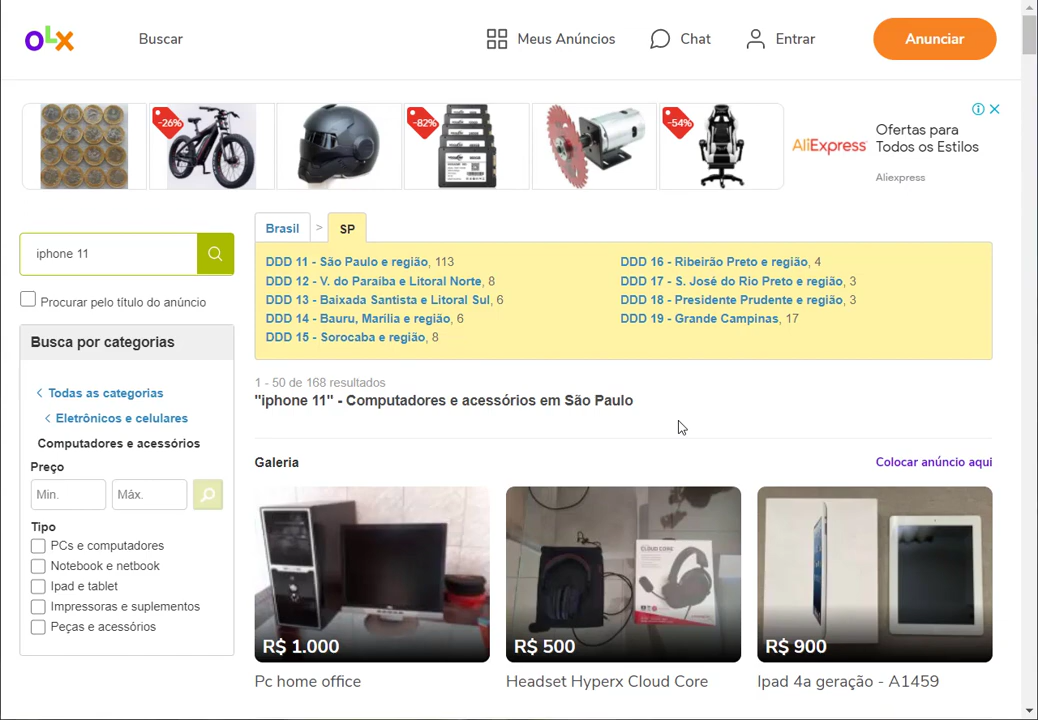 OLX
Buscar
Meus Anúncios
Chat
Entrar
Anunciar
-26%
-82%
-54%
AliExpress
Ofertas para
Todos os Estilos
Aliexpress
iphone 11
Procurar pelo título do anúncio
Brasil > SP
DDD 11 - São Paulo e região, 113
DDD 12 - V. do Paraíba e Litoral Norte, 8
DDD 13 - Baixada Santista e Litoral Sul, 6
DDD 14 - Bauru, Marília e região, 6
DDD 15 - Sorocaba e região, 8
DDD 16 - Ribeirão Preto e região, 4
DDD 17 - S. José do Rio Preto e região, 3
DDD 18 - Presidente Prudente e região, 3
DDD 19 - Grande Campinas, 17
Busca por categorias
< Todas as categorias
< Eletrônicos e celulares
Computadores e acessórios
Preço
Min.
Máx.
Tipo
PCs e computadores
Notebook e netbook
Ipad e tablet
Impressoras e suplementos
Peças e acessórios
1 - 50 de 168 resultados
"iphone 11" - Computadores e acessórios em São Paulo
Galeria
Colocar anúncio aqui
R$ 1.000
Pc home office
CLOUD CORE
R$ 500
Headset Hyperx Cloud Core
R$ 900
Ipad 4a geração - A1459